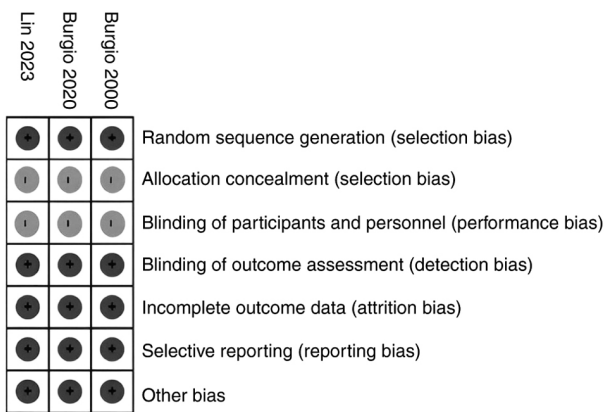 Lin 2023
Burgio 2020
Burgio 2000
+ + + Random sequence generation (selection bias)
- - - Allocation concealment (selection bias)
- - - Blinding of participants and personnel (performance bias)
+ + + Blinding of outcome assessment (detection bias)
+ + + Incomplete outcome data (attrition bias)
+ + + Selective reporting (reporting bias)
+ + + Other bias